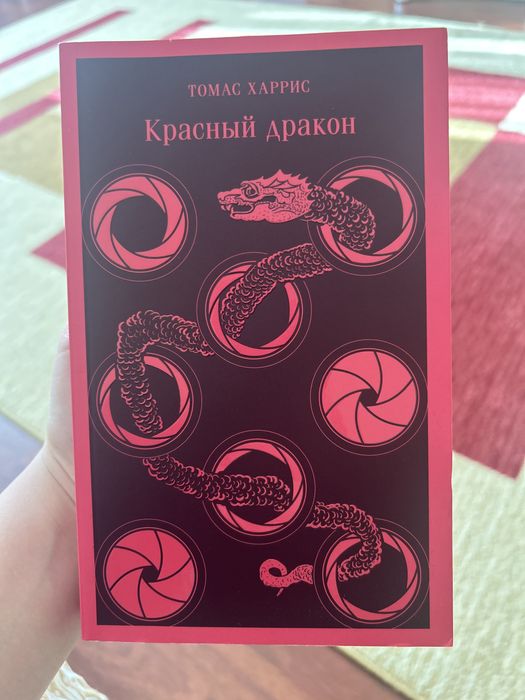 ТОМАС ХАРРИС
Красный дракон